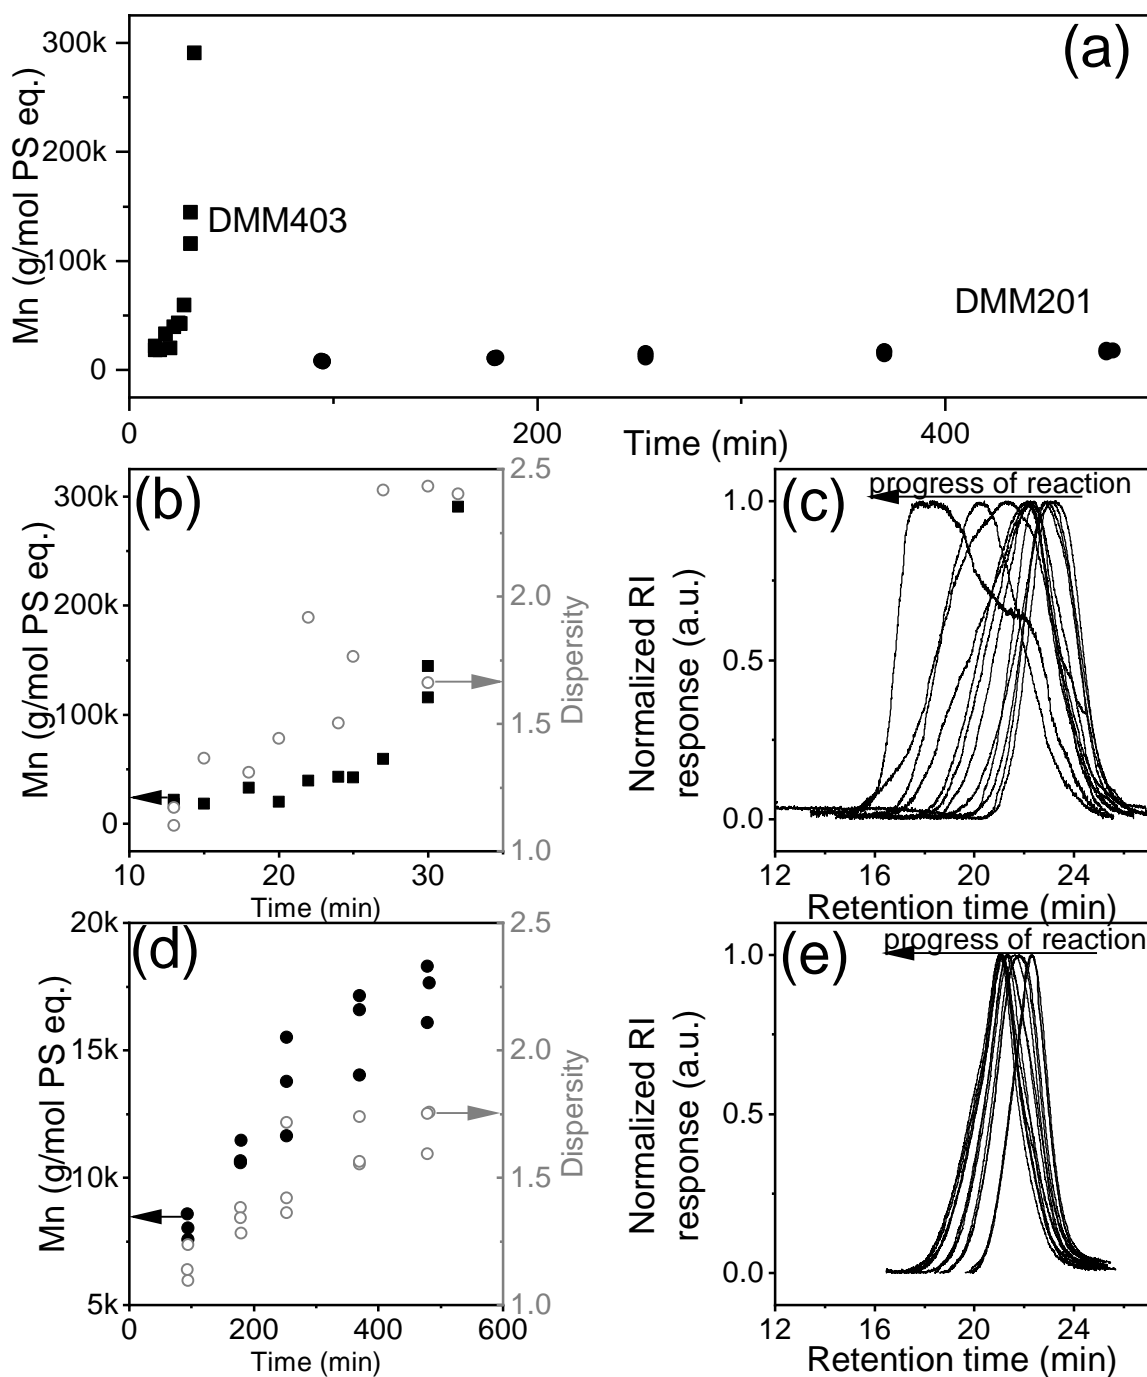 (a)
Mn (g/mol PS eq.)
300k
200k
100k
0
DMM403
DMM201
0
200
400
Time (min)
(b)
Mn (g/mol PS eq.)
300k
200k
100k
0
2.5
2.0
1.5
1.0
Dispersity
10
20
30
Time (min)
(c)
progress of reaction
Normalized RI
response (a.u.)
1.0
0.5
0.0
12
16
20
24
Retention time (min)
(d)
Mn (g/mol PS eq.)
20k
15k
10k
5k
2.5
2.0
1.5
1.0
Dispersity
0
200
400
600
Time (min)
(e)
progress of reaction
Normalized RI
response (a.u.)
1.0
0.5
0.0
12
16
20
24
Retention time (min)